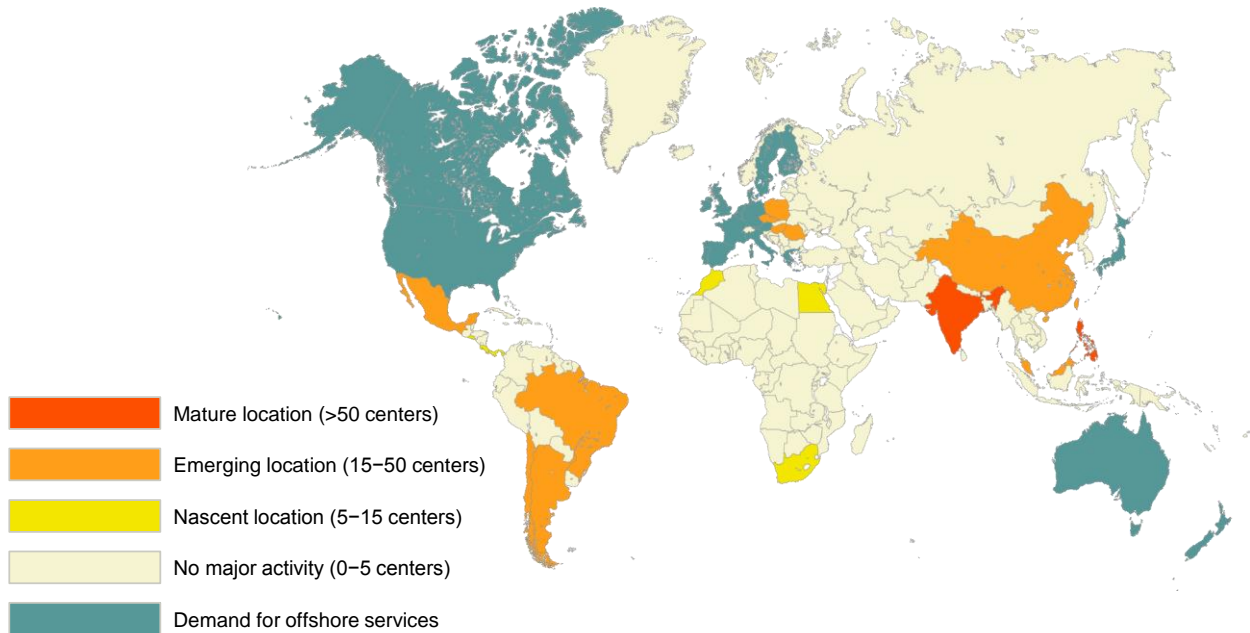 Mature location (>50 centers)
Emerging location (15−50 centers)
Nascent location (5−15 centers)
No major activity (0−5 centers)
Demand for offshore services